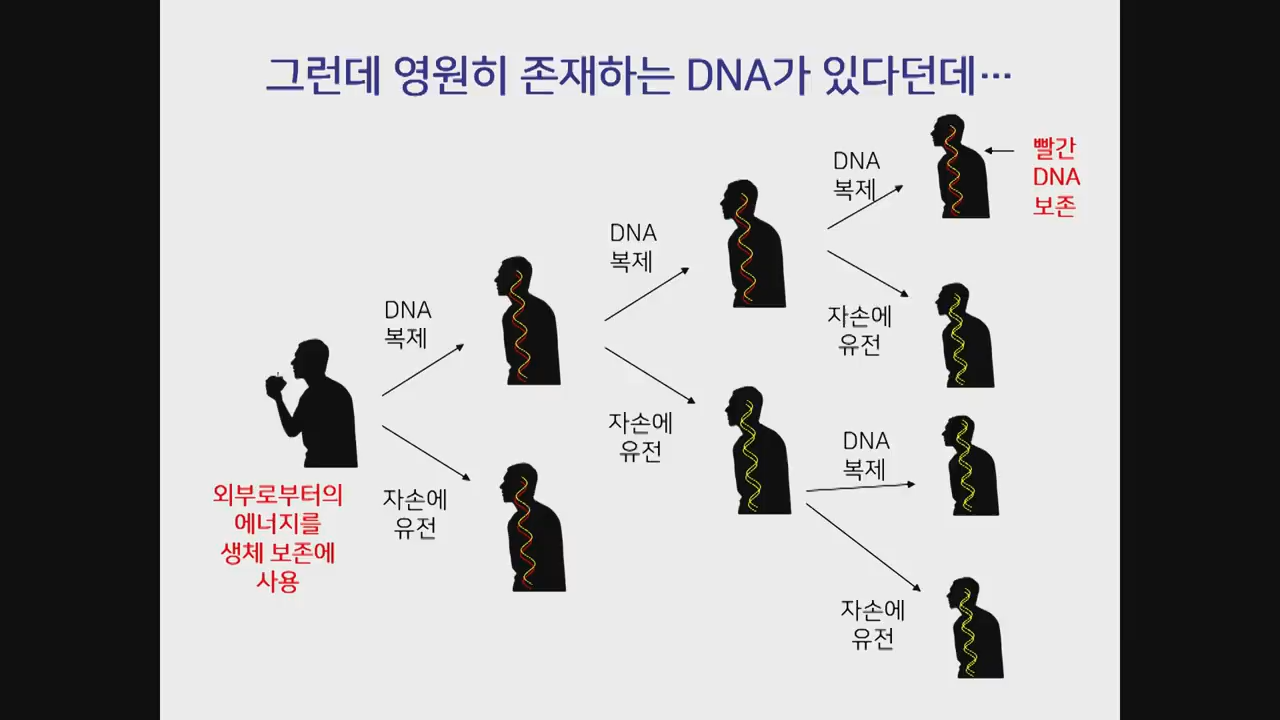 그런데 영원히 존재하는 DNA가 있다던데…
DNA
복제
빨간
DNA
보존
DNA
복제
자손에
유전
DNA
복제
자손에
유전
DNA
복제
외부로부터의
에너지를
생체 보존에
사용
자손에
유전
자손에
유전